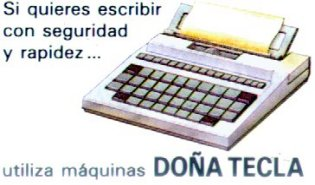 Si quieres escribir
con seguridad
y rapidez...
utiliza máquinas DOÑA TECLA